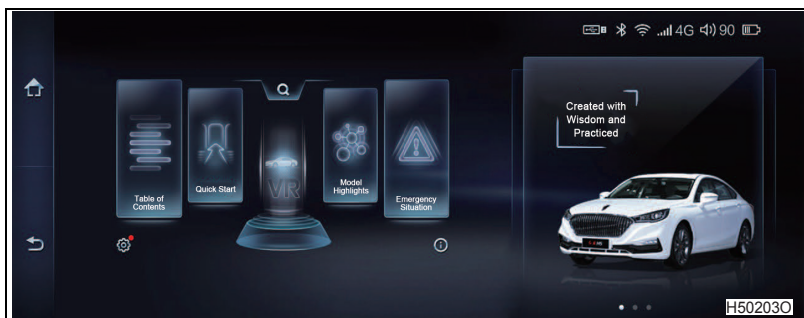 4G 90
Created with
Wisdom and
Practiced
Table of
Contents
Quick Start
VR
Model
Highlights
Emergency
Situation
H50203O